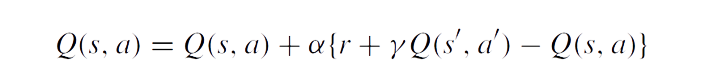 Q(s, a) = Q(s, a) + α{r + γQ(s′, a′) − Q(s, a)}